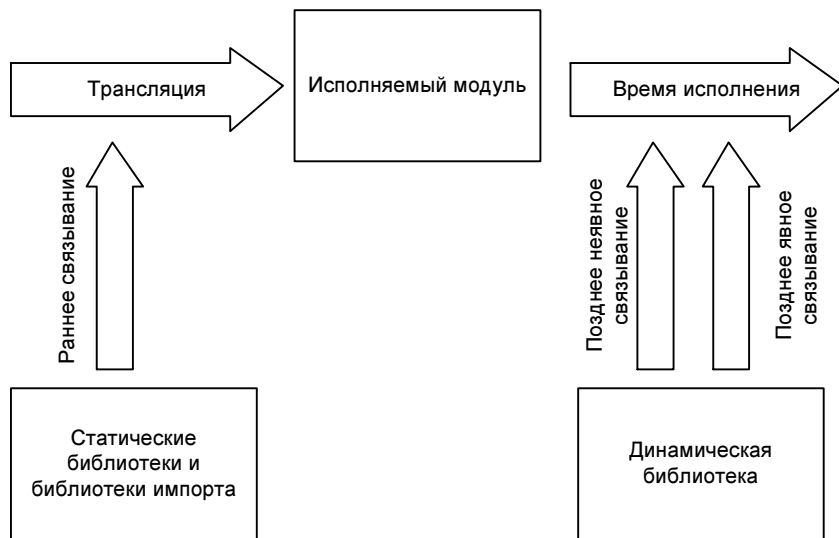 Трансляция
Исполняемый модуль
Время исполнения
Раннее связывание
Позднее неявное
связывание
Позднее явное
связывание
Статические
библиотеки и
библиотеки импорта
Динамическая
библиотека